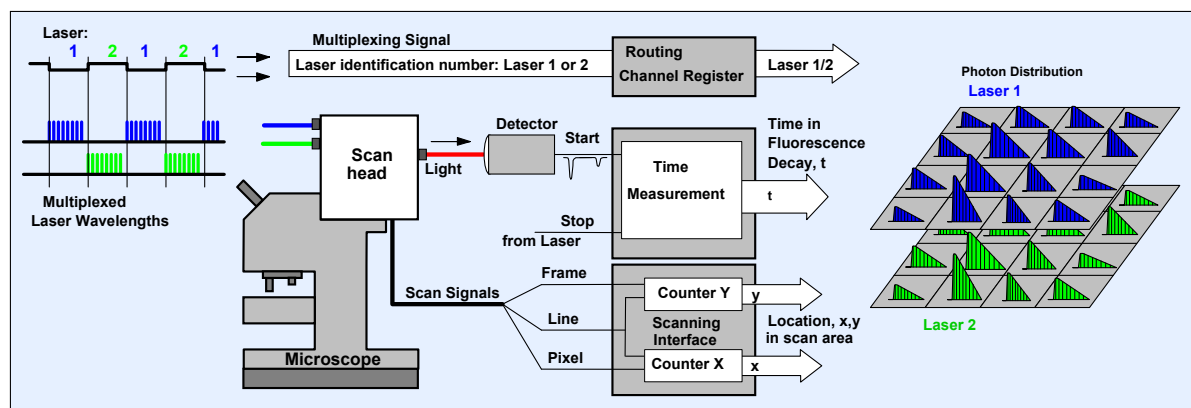 Laser:
1 2 1 2 1
Multiplexed
Laser Wavelengths
Multiplexing Signal
Laser identification number: Laser 1 or 2
Routing
Channel Register
Laser 1/2
Scan
head
Light
Detector
Start
Stop
from Laser
Time
Measurement
Time in
Fluorescence
Decay, t
t
Microscope
Scan Signals
Frame
Line
Pixel
Counter Y
Scanning
Interface
Counter X
y
x
Location, x,y
in scan area
Photon Distribution
Laser 1
Laser 2